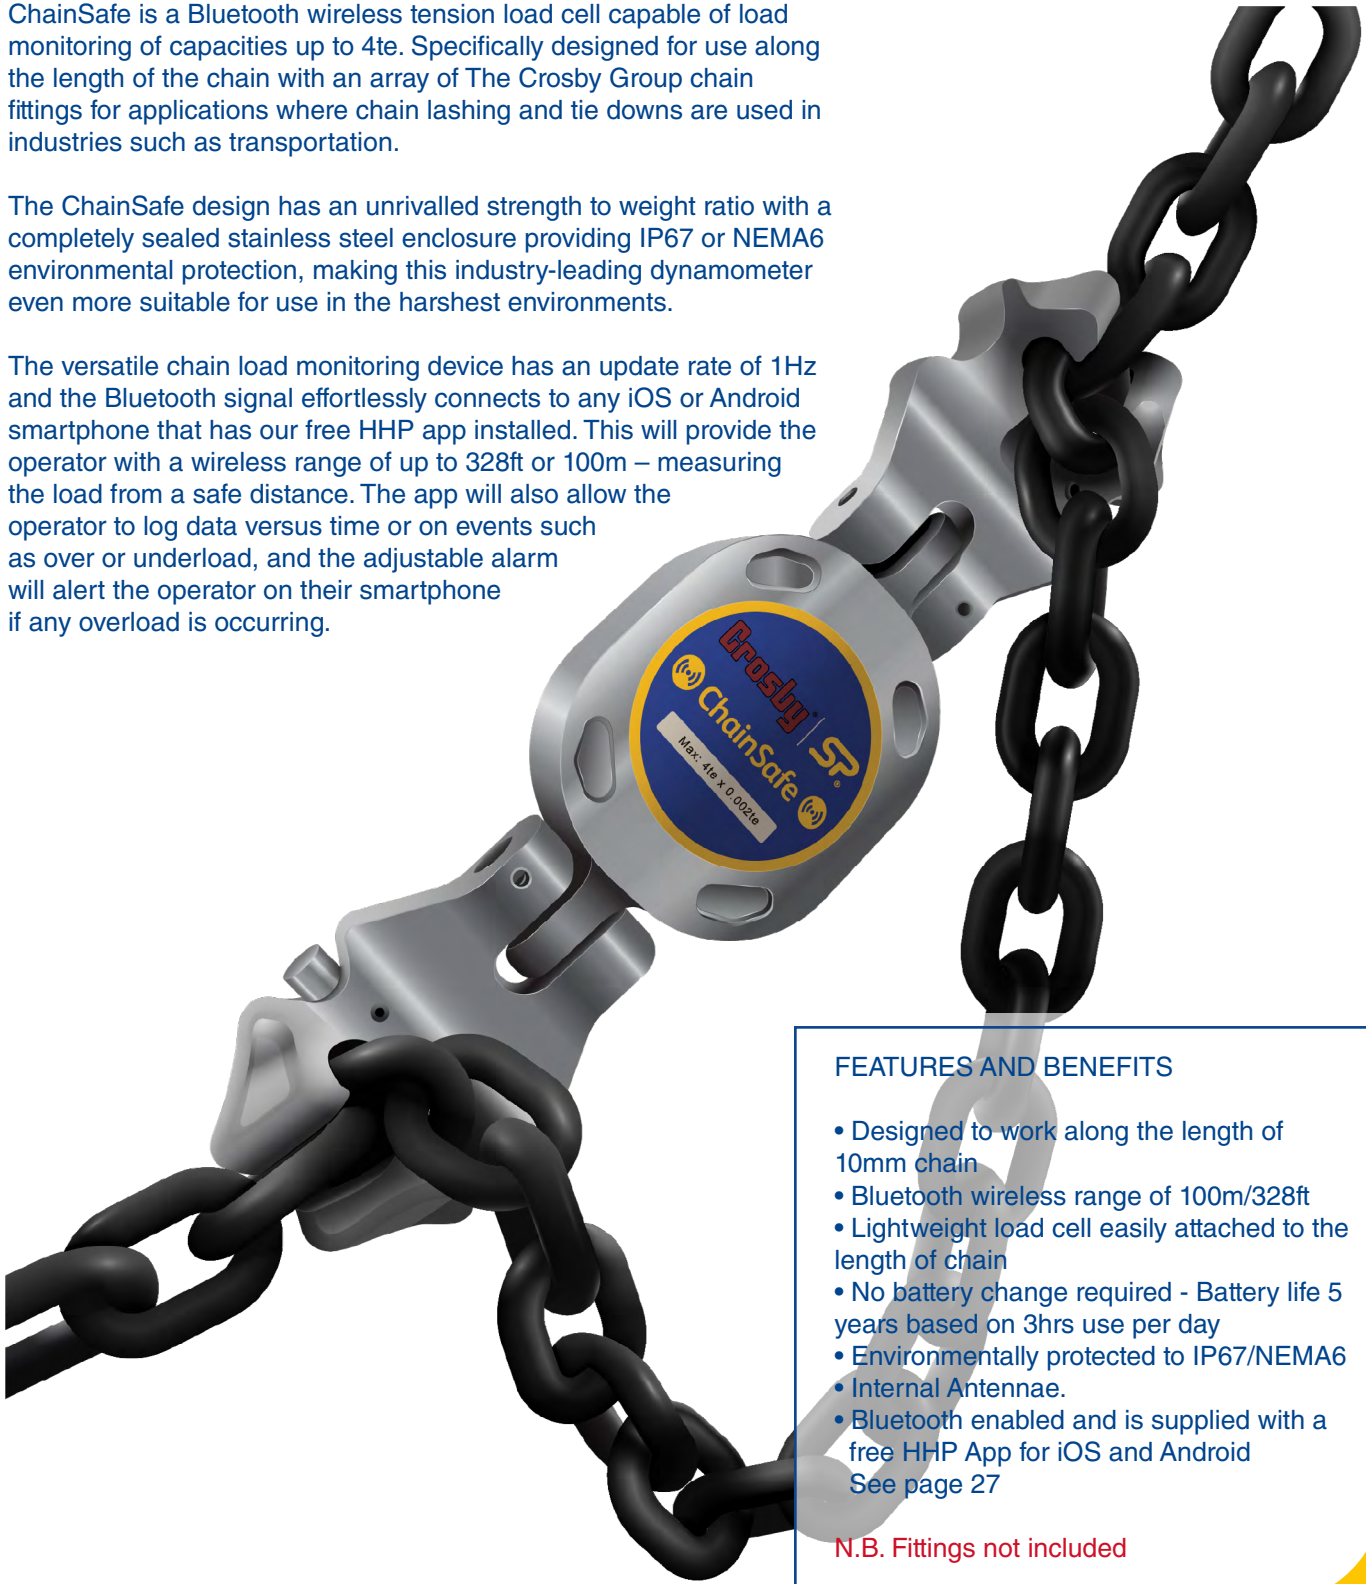 ChainSafe is a Bluetooth wireless tension load cell capable of load
monitoring of capacities up to 4te. Specifically designed for use along
the length of the chain with an array of The Crosby Group chain
fittings for applications where chain lashing and tie downs are used in
industries such as transportation.
The ChainSafe design has an unrivalled strength to weight ratio with a
completely sealed stainless steel enclosure providing IP67 or NEMA6
environmental protection, making this industry-leading dynamometer
even more suitable for use in the harshest environments.
The versatile chain load monitoring device has an update rate of 1Hz
and the Bluetooth signal effortlessly connects to any iOS or Android
smartphone that has our free HHP app installed. This will provide the
operator with a wireless range of up to 328ft or 100m – measuring
the load from a safe distance. The app will also allow the
operator to log data versus time or on events such
as over or underload, and the adjustable alarm
will alert the operator on their smartphone
if any overload is occurring.
Crosby | SP®
ChainSafe
Max: 4te x 0.002te
FEATURES AND BENEFITS
• Designed to work along the length of
10mm chain
• Bluetooth wireless range of 100m/328ft
• Lightweight load cell easily attached to the
length of chain
• No battery change required - Battery life 5
years based on 3hrs use per day
• Environmentally protected to IP67/NEMA6
• Internal Antennae.
• Bluetooth enabled and is supplied with a
free HHP App for iOS and Android
See page 27
N.B. Fittings not included